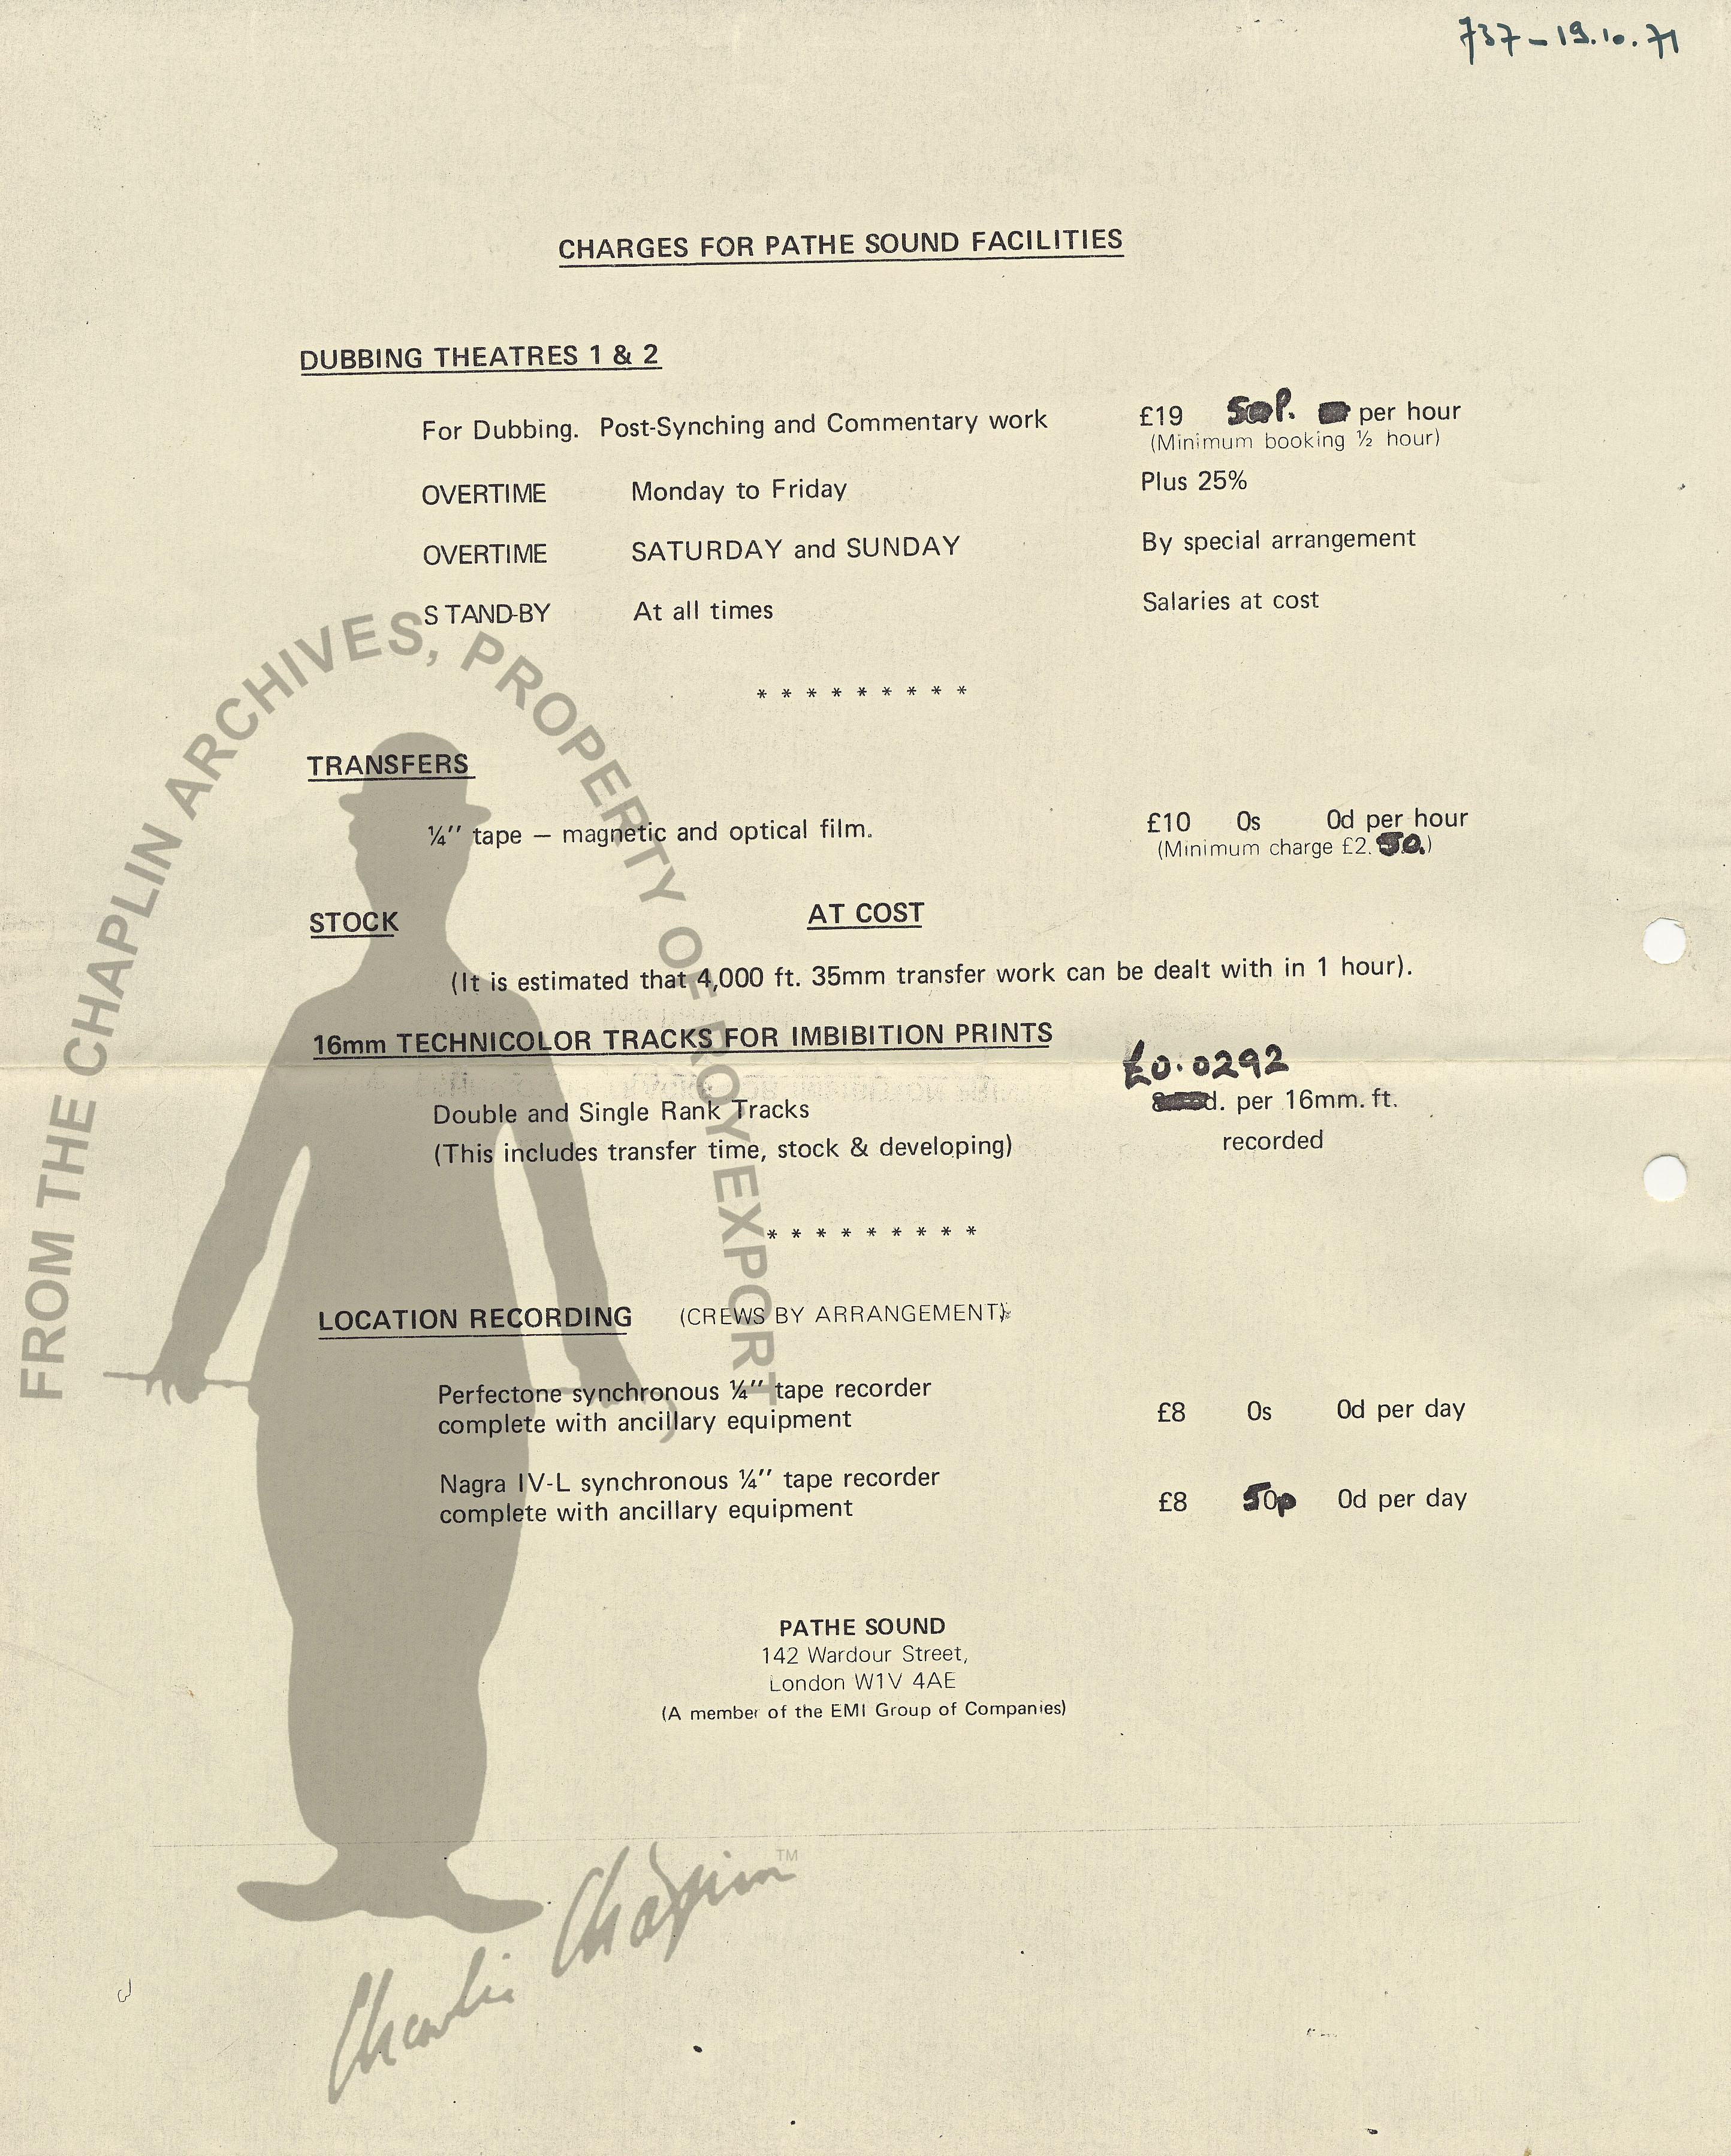 737 – 19.10.71
CHARGES FOR PATHE SOUND FACILITIES
DUBBING THEATRES 1 & 2
For Dubbing. Post-Synching and Commentary work £19 50p. per hour
(Minimum booking ½ hour)
OVERTIME Monday to Friday Plus 25%
OVERTIME SATURDAY and SUNDAY By special arrangement
STAND-BY At all times Salaries at cost
* * * * * * * * *
TRANSFERS
¼’’ tape – magnetic and optical film. £10 0s 0d per hour
(Minimum charge £2.50.)
STOCK AT COST
(It is estimated that 4,000 ft. 35mm transfer work can be dealt with in 1 hour).
16mm TECHNICOLOR TRACKS FOR IMBIBITION PRINTS
£0.0292
Double and Single Rank Tracks d. per 16mm. ft.
(This includes transfer time, stock & developing) recorded
* * * * * * * * *
LOCATION RECORDING (CREWS BY ARRANGEMENT)
Perfectone synchronous ¼’’ tape recorder
complete with ancillary equipment £8 0s 0d per day
Nagra IV-L synchronous ¼’’ tape recorder
complete with ancillary equipment £8 50p 0d per day
PATHE SOUND
142 Wardour Street,
London W1V 4AE
(A member of the EMI Group of Companies)
FROM THE CHAPLIN ARCHIVES, PROPERTY OF ROY EXPORT
Charlie Chaplin TM